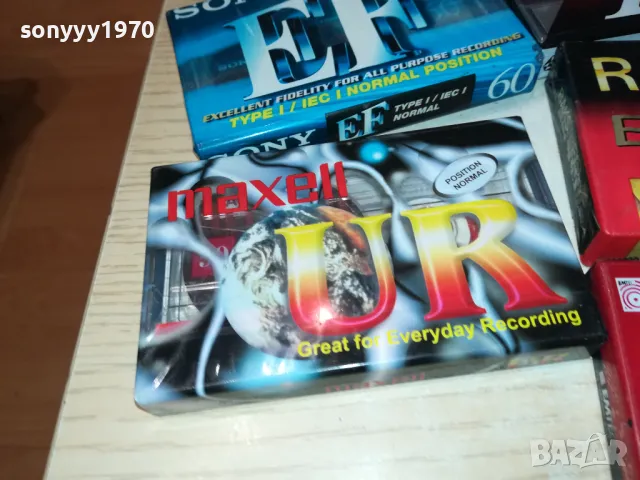 sonyyy1970
SONY
EF
EXCELLENT FIDELITY FOR ALL PURPOSE RECORDING
TYPE I / IEC I NORMAL POSITION
SONY EF TYPE I / IEC I NORMAL 60
maxell
POSITION NORMAL
90
UR
Great for Everyday Recording
R
E
BAZAR